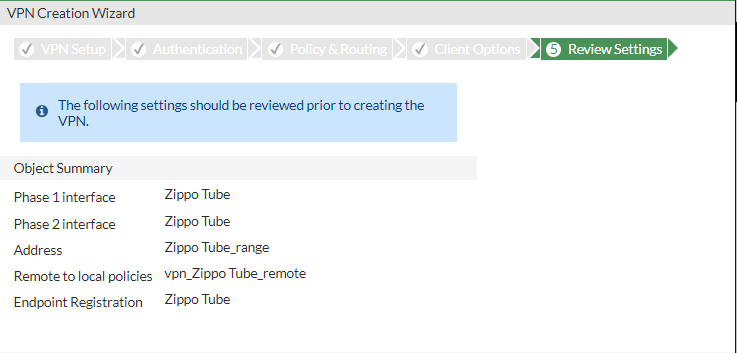 VPN Creation Wizard
VPN Setup Authentication Policy & Routing Client Options 5 Review Settings
The following settings should be reviewed prior to creating the
VPN.
Object Summary
Phase 1 interface Zippo Tube
Phase 2 interface Zippo Tube
Address Zippo Tube_range
Remote to local policies vpn_Zippo Tube_remote
Endpoint Registration Zippo Tube